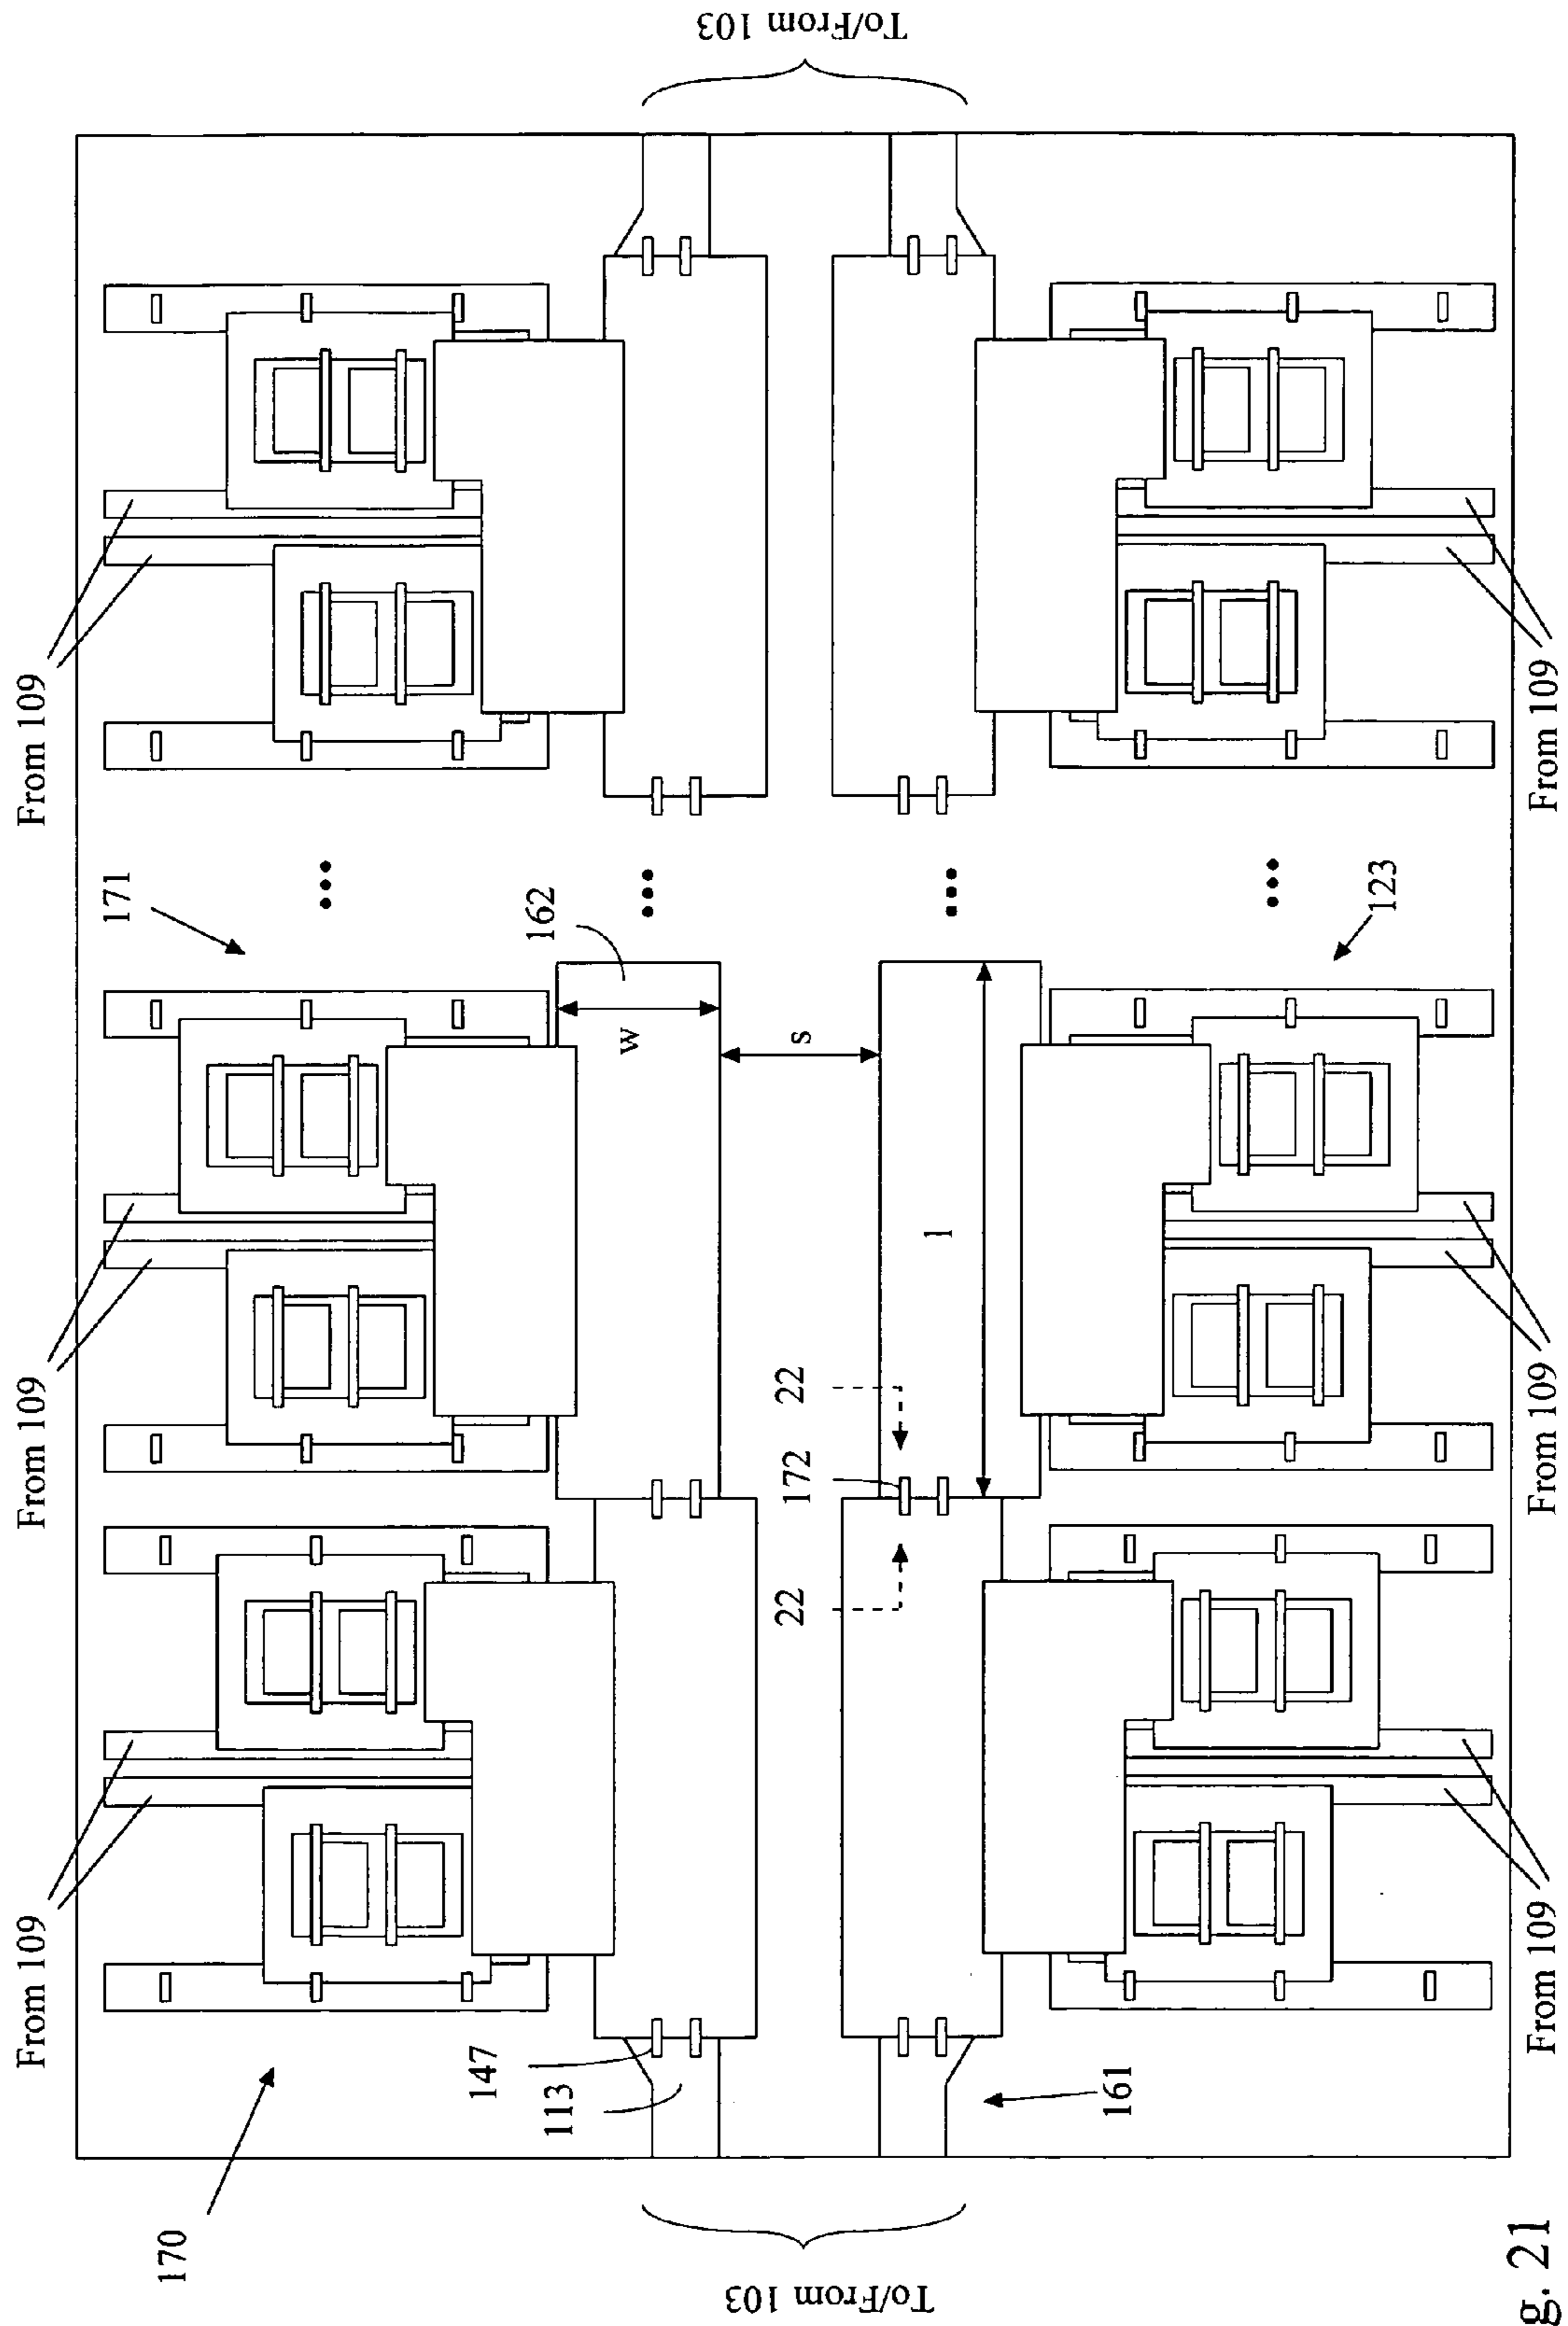 To/From 103
From 109
From 109
171
•••
•••
•••
•••
123
162
w
s
l
From 109
From 109
22
172
22
From 109
From 109
147
113
161
170
To/From 103
g. 21